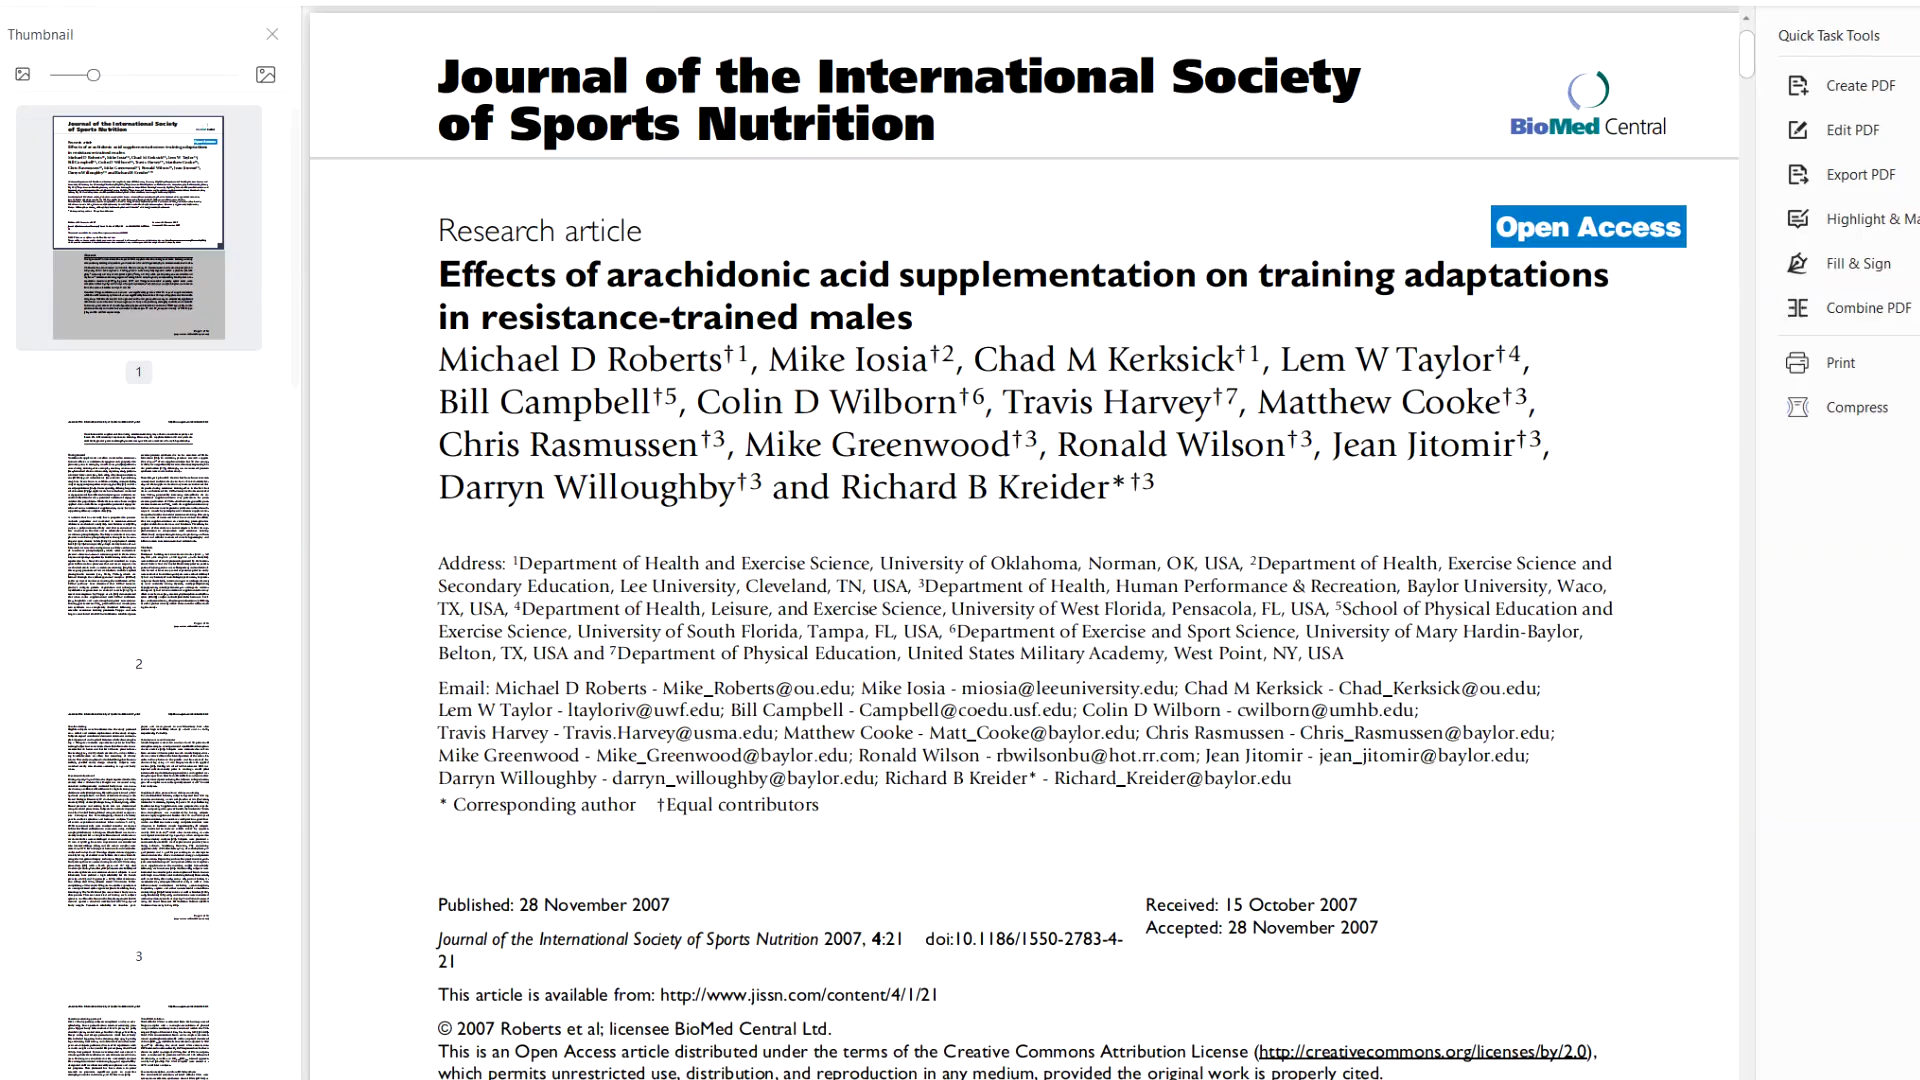 Thumbnail
1
2
3
Journal of the International Society
of Sports Nutrition
BioMed Central
Research article
Open Access
Effects of arachidonic acid supplementation on training adaptations
in resistance-trained males
Michael D Roberts†1, Mike Iosia†2, Chad M Kerksick†1, Lem W Taylor†4,
Bill Campbell†5, Colin D Wilborn†6, Travis Harvey†7, Matthew Cooke†3,
Chris Rasmussen†3, Mike Greenwood†3, Ronald Wilson†3, Jean Jitomir†3,
Darryn Willoughby†3 and Richard B Kreider*†3
Address: 1Department of Health and Exercise Science, University of Oklahoma, Norman, OK, USA, 2Department of Health, Exercise Science and
Secondary Education, Lee University, Cleveland, TN, USA, 3Department of Health, Human Performance & Recreation, Baylor University, Waco,
TX, USA, 4Department of Health, Leisure, and Exercise Science, University of West Florida, Pensacola, FL, USA, 5School of Physical Education and
Exercise Science, University of South Florida, Tampa, FL, USA, 6Department of Exercise and Sport Science, University of Mary Hardin-Baylor,
Belton, TX, USA and 7Department of Physical Education, United States Military Academy, West Point, NY, USA
Email: Michael D Roberts - Mike_Roberts@ou.edu; Mike Iosia - miosia@leeuniversity.edu; Chad M Kerksick - Chad_Kerksick@ou.edu;
Lem W Taylor - ltayloriv@uwf.edu; Bill Campbell - Campbell@coedu.usf.edu; Colin D Wilborn - cwilborn@umhb.edu;
Travis Harvey - Travis.Harvey@usma.edu; Matthew Cooke - Matt_Cooke@baylor.edu; Chris Rasmussen - Chris_Rasmussen@baylor.edu;
Mike Greenwood - Mike_Greenwood@baylor.edu; Ronald Wilson - rbwilsonbu@hot.rr.com; Jean Jitomir - jean_jitomir@baylor.edu;
Darryn Willoughby - darryn_willoughby@baylor.edu; Richard B Kreider* - Richard_Kreider@baylor.edu
* Corresponding author †Equal contributors
Published: 28 November 2007
Journal of the International Society of Sports Nutrition 2007, 4:21 doi:10.1186/1550-2783-4-
21
Received: 15 October 2007
Accepted: 28 November 2007
This article is available from: http://www.jissn.com/content/4/1/21
© 2007 Roberts et al; licensee BioMed Central Ltd.
This is an Open Access article distributed under the terms of the Creative Commons Attribution License (http://creativecommons.org/licenses/by/2.0),
which permits unrestricted use, distribution, and reproduction in any medium, provided the original work is properly cited.
Quick Task Tools
Create PDF
Edit PDF
Export PDF
Highlight & Ma
Fill & Sign
Combine PDF
Print
Compress